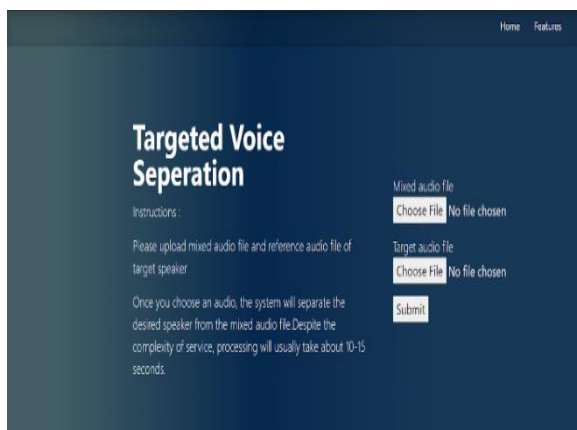 Home Features
Targeted Voice
Seperation
Instructions :
Please upload mixed audio file and reference audio file of
target speaker
Once you choose an audio, the system will separate the
desired speaker from the mixed audio file.Despite the
complexity of service, processing will usually take about 10-15
seconds.
Mixed audio file
Choose File No file chosen
Target audio file
Choose File No file chosen
Submit